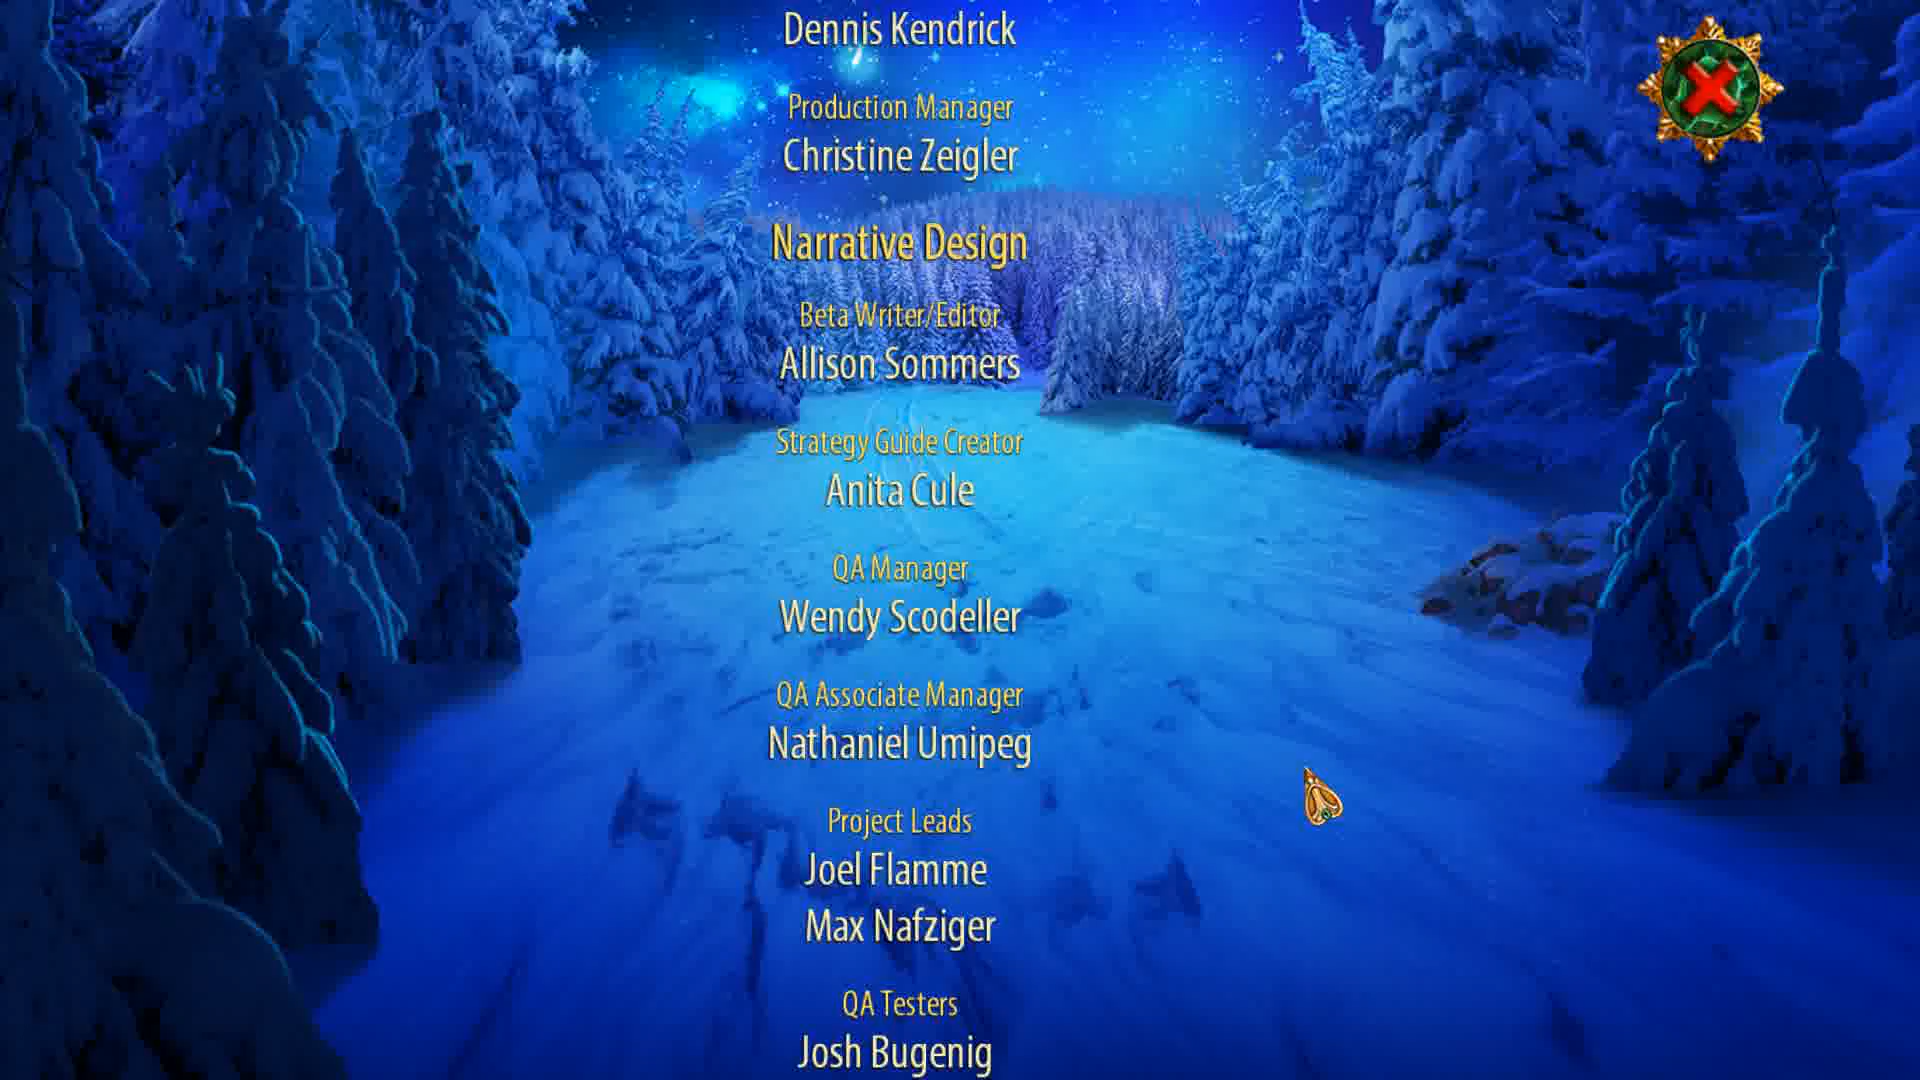 Dennis Kendrick
Production Manager
Christine Zeigler
Narrative Design
Beta Writer/Editor
Allison Sommers
Strategy Guide Creator
Anita Cule
QA Manager
Wendy Scodeller
QA Associate Manager
Nathaniel Umipeg
Project Leads
Joel Flamme
Max Nafziger
QA Testers
Josh Bugenig